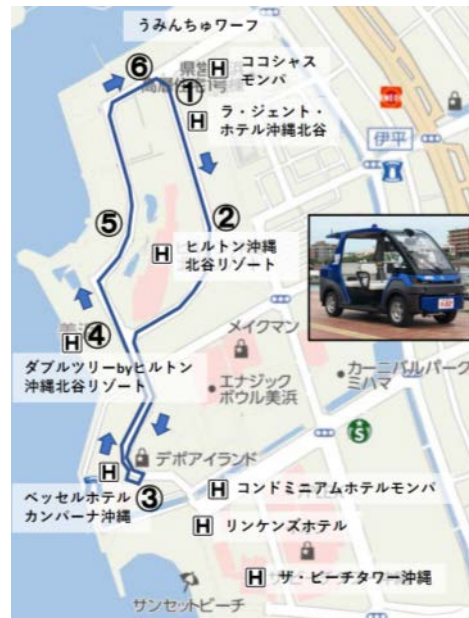 うみんちゅワーフ
⑥
H ココシャス
モンパ
①
H ラ・ジェント・
ホテル沖縄北谷
伊平
②
⑤
H ヒルトン沖縄
北谷リゾート
④
H
ダブルツリーbyヒルトン
沖縄北谷リゾート
メイクマン
エナジック
ボウル美浜
カーニバルパーク
ミハマ
S
デポアイランド
H
ベッセルホテル
カンパーナ沖縄
③
H コンドミニアムホテルモンパ
H リンケンズホテル
H ザ・ビーチタワー沖縄
サンセットビーチ